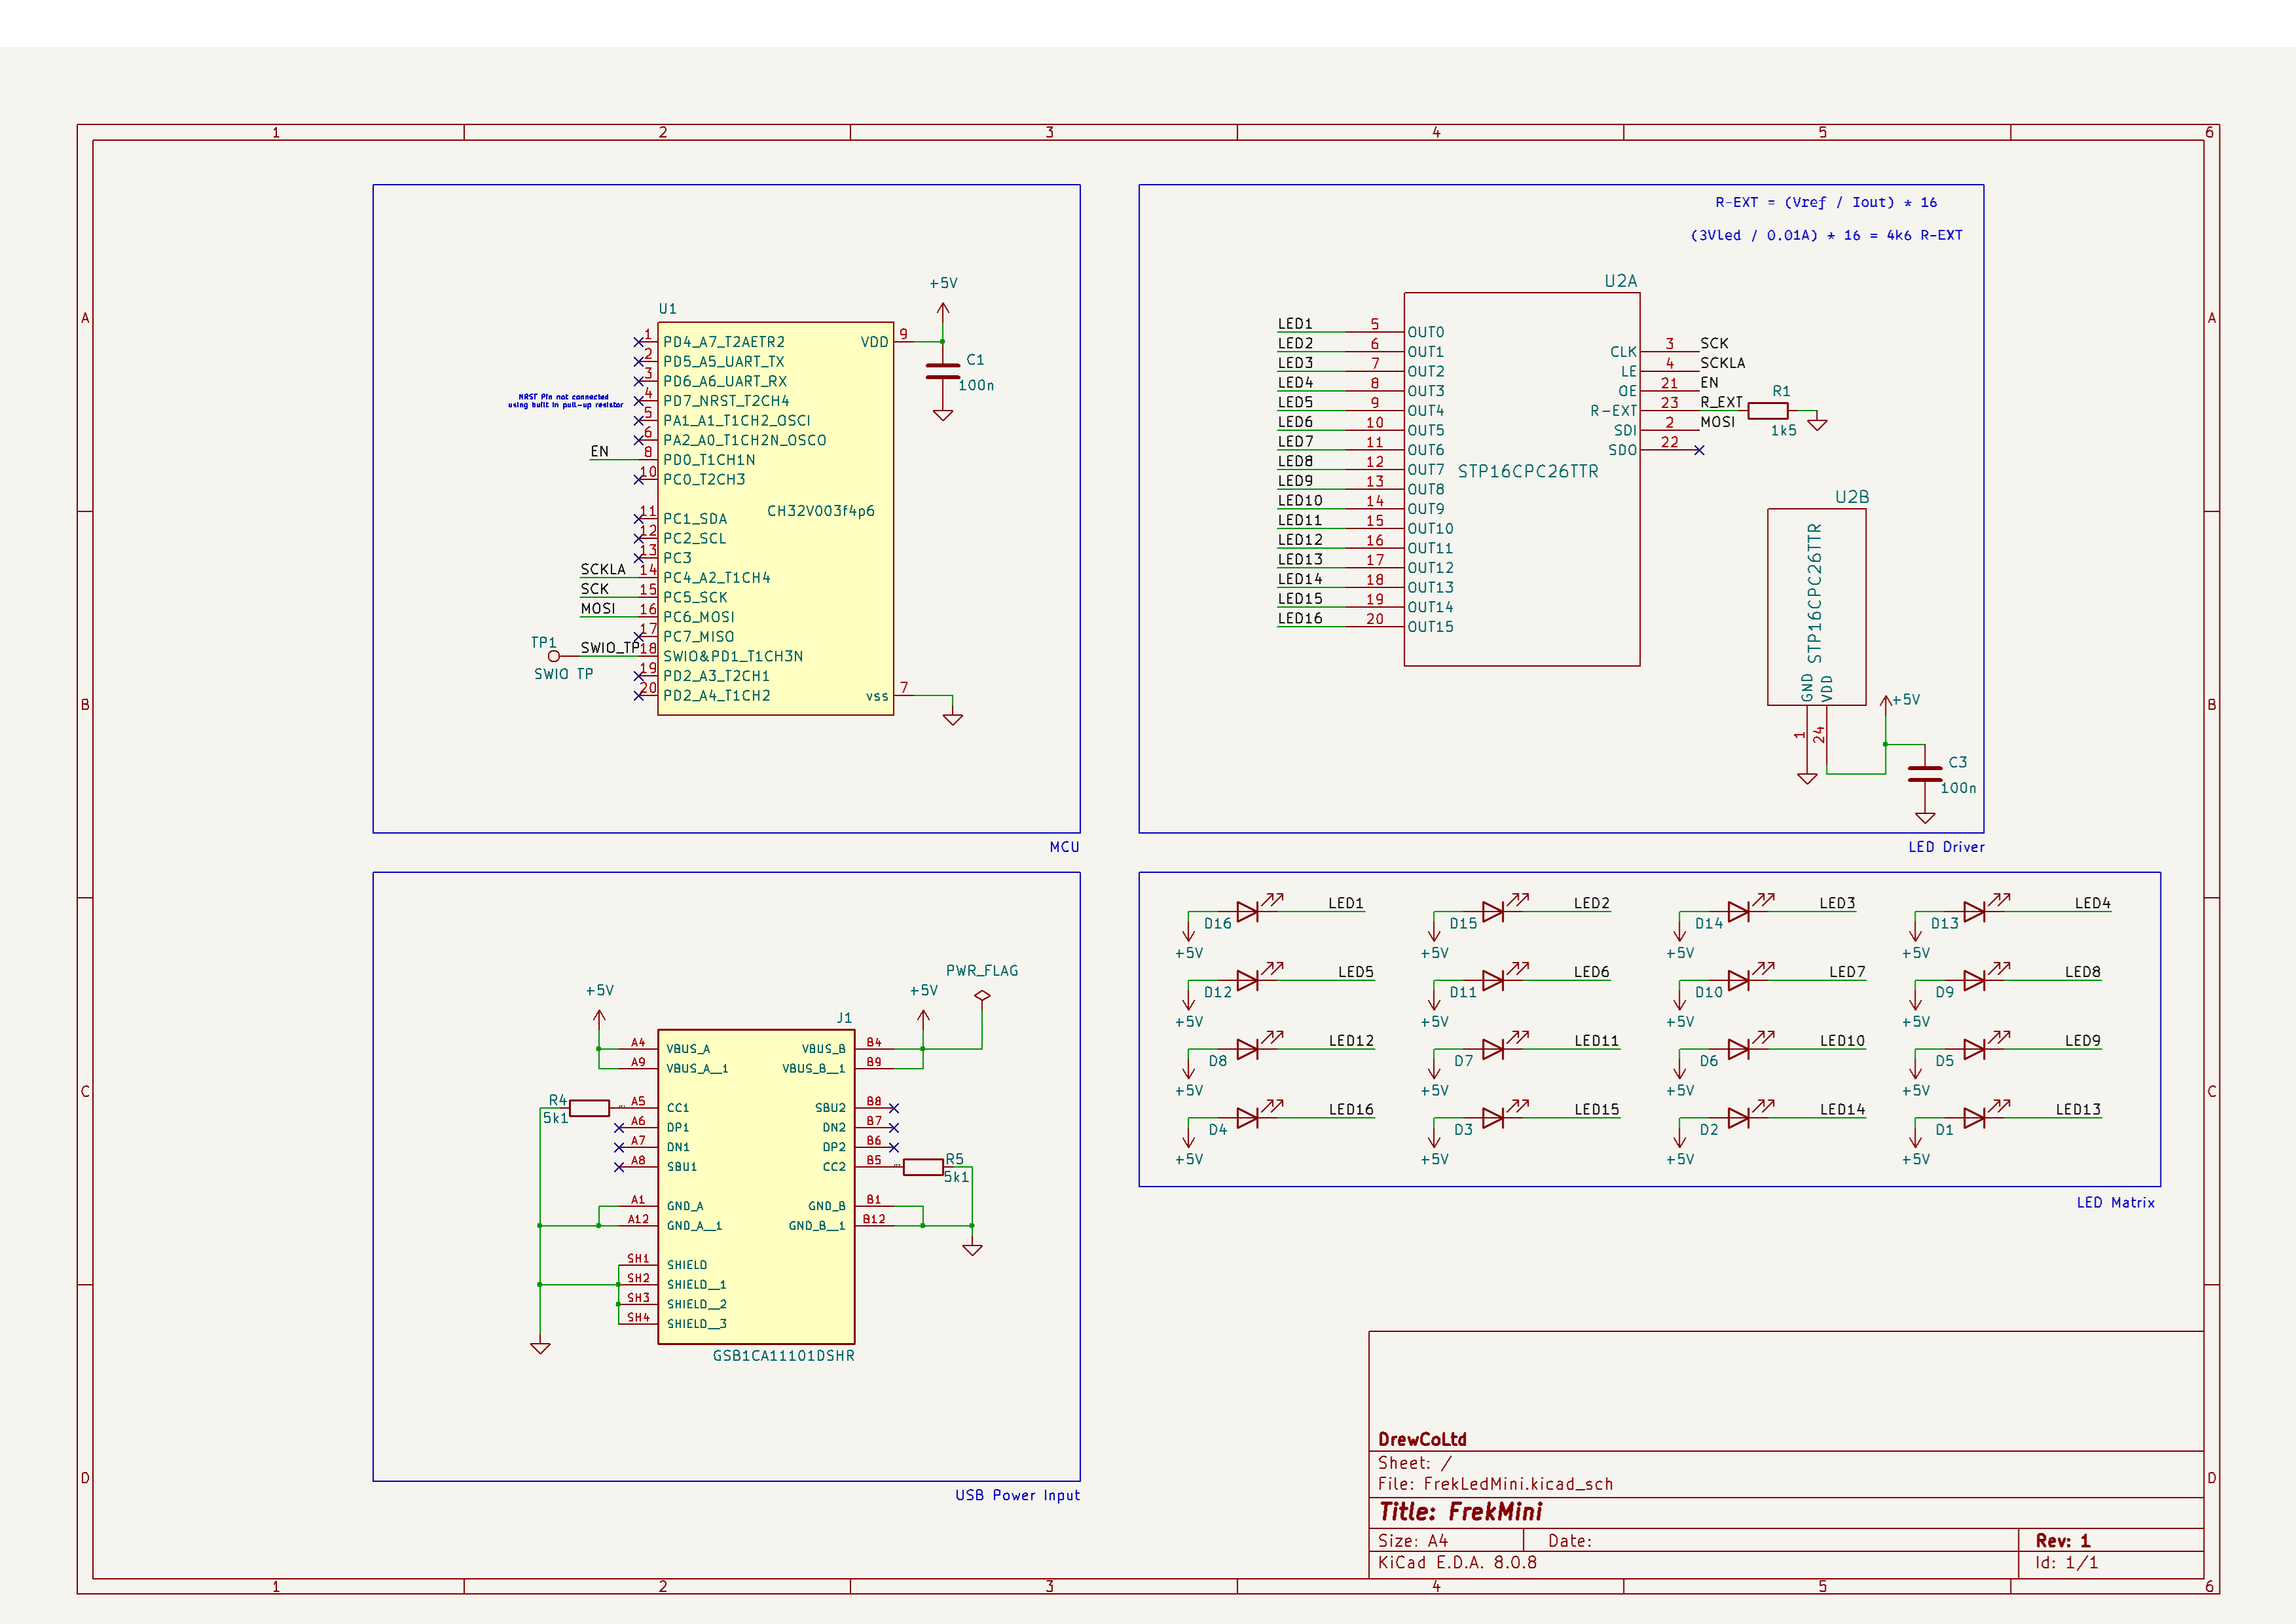 1 2 3 4 5 6
A
B
C
D
R-EXT = (Vref / Iout) * 16
(3Vled / 0.01A) * 16 = 4k6 R-EXT
+5V
U1
1 PD4_A7_T2AETR2
2 PD5_A5_UART_TX
3 PD6_A6_UART_RX
4 PD7_NRST_T2CH4
5 PA1_A1_T1CH2_OSCI
6 PA2_A0_T1CH2N_OSCO
EN 8 PD0_T1CH1N
10 PC0_T2CH3
11 PC1_SDA
12 PC2_SCL
13 PC3
SCKLA 14 PC4_A2_T1CH4
SCK 15 PC5_SCK
MOSI 16 PC6_MOSI
17 PC7_MISO
SWIO_TP 18 SWIO&PD1_T1CH3N
19 PD2_A3_T2CH1
20 PD2_A4_T1CH2
VDD 9
vss 7
CH32V003f4p6
C1
100n
NRST Pin not connected
using built in pull-up resistor
TP1
SWIO TP
MCU
U2A
LED1 5 OUT0
LED2 6 OUT1
LED3 7 OUT2
LED4 8 OUT3
LED5 9 OUT4
LED6 10 OUT5
LED7 11 OUT6
LED8 12 OUT7
LED9 13 OUT8
LED10 14 OUT9
LED11 15 OUT10
LED12 16 OUT11
LED13 17 OUT12
LED14 18 OUT13
LED15 19 OUT14
LED16 20 OUT15
STP16CPC26TTR
CLK 3 SCK
LE 4 SCKLA
OE 21 EN
R-EXT 23 R_EXT
SDI 2 MOSI
SDO 22
R1
1k5
U2B
STP16CPC26TTR
GND 1
VDD 24
+5V
C3
100n
LED Driver
+5V
+5V
PWR_FLAG
J1
A4 VBUS_A
A9 VBUS_A__1
A5 CC1
A6 DP1
A7 DN1
A8 SBU1
A1 GND_A
A12 GND_A__1
SH1 SHIELD
SH2 SHIELD__1
SH3 SHIELD__2
SH4 SHIELD__3
VBUS_B B4
VBUS_B__1 B9
SBU2 B8
DN2 B7
DP2 B6
CC2 B5
GND_B B1
GND_B__1 B12
R4
5k1
R5
5k1
GSB1CA11101DSHR
USB Power Input
D16 LED1 +5V
D15 LED2 +5V
D14 LED3 +5V
D13 LED4 +5V
D12 LED5 +5V
D11 LED6 +5V
D10 LED7 +5V
D9 LED8 +5V
D8 LED12 +5V
D7 LED11 +5V
D6 LED10 +5V
D5 LED9 +5V
D4 LED16 +5V
D3 LED15 +5V
D2 LED14 +5V
D1 LED13 +5V
LED Matrix
DrewCoLtd
Sheet: /
File: FrekLedMini.kicad_sch
Title: FrekMini
Size: A4 Date: Rev: 1
KiCad E.D.A. 8.0.8 Id: 1/1
A
B
C
D
1 2 3 4 5 6